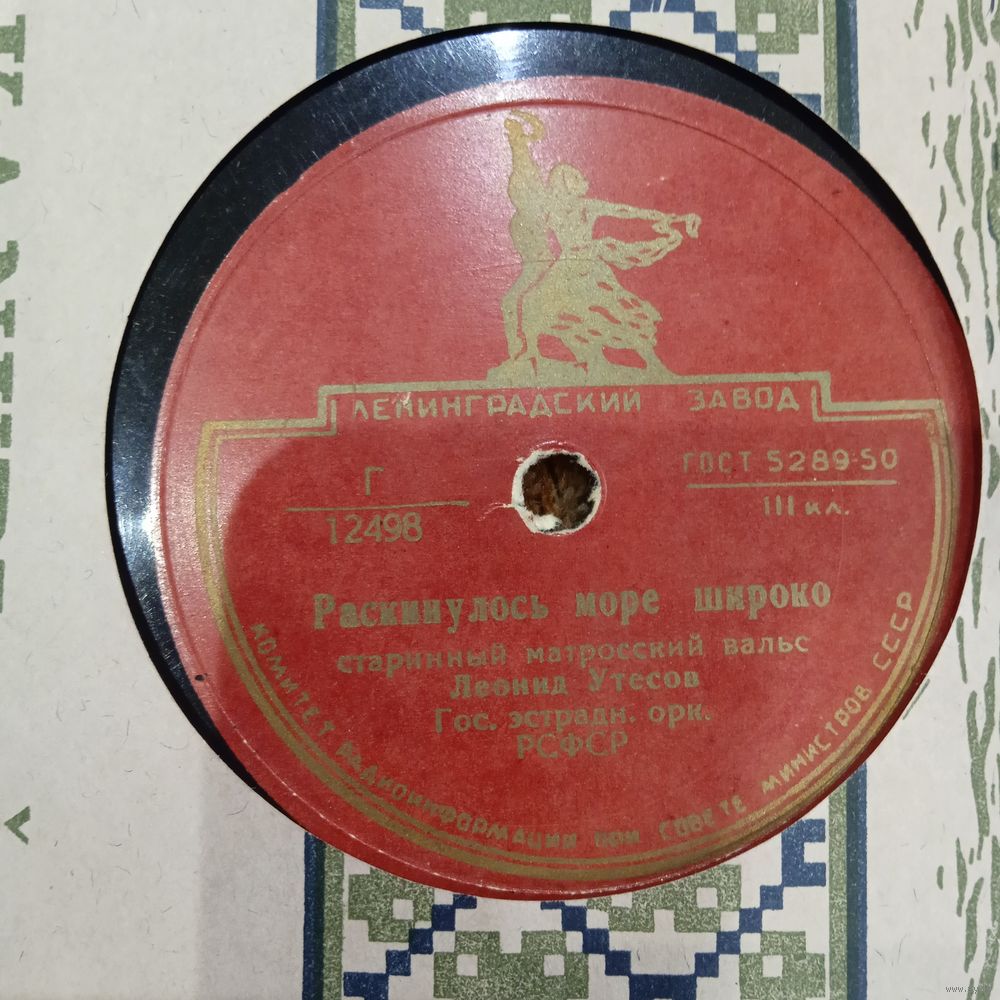 ЛЕНИНГРАДСКИЙ ЗАВОД
Г
12498
ГОСТ 5289-50
III кл.
Раскинулось море широко
старинный матросский вальс
Леонид Утесов
Гос. эстрадн. орк.
РСФСР
КОМИТЕТ РАДИОИНФОРМАЦИИ ПРИ СОВЕТЕ МИНИСТРОВ СССР